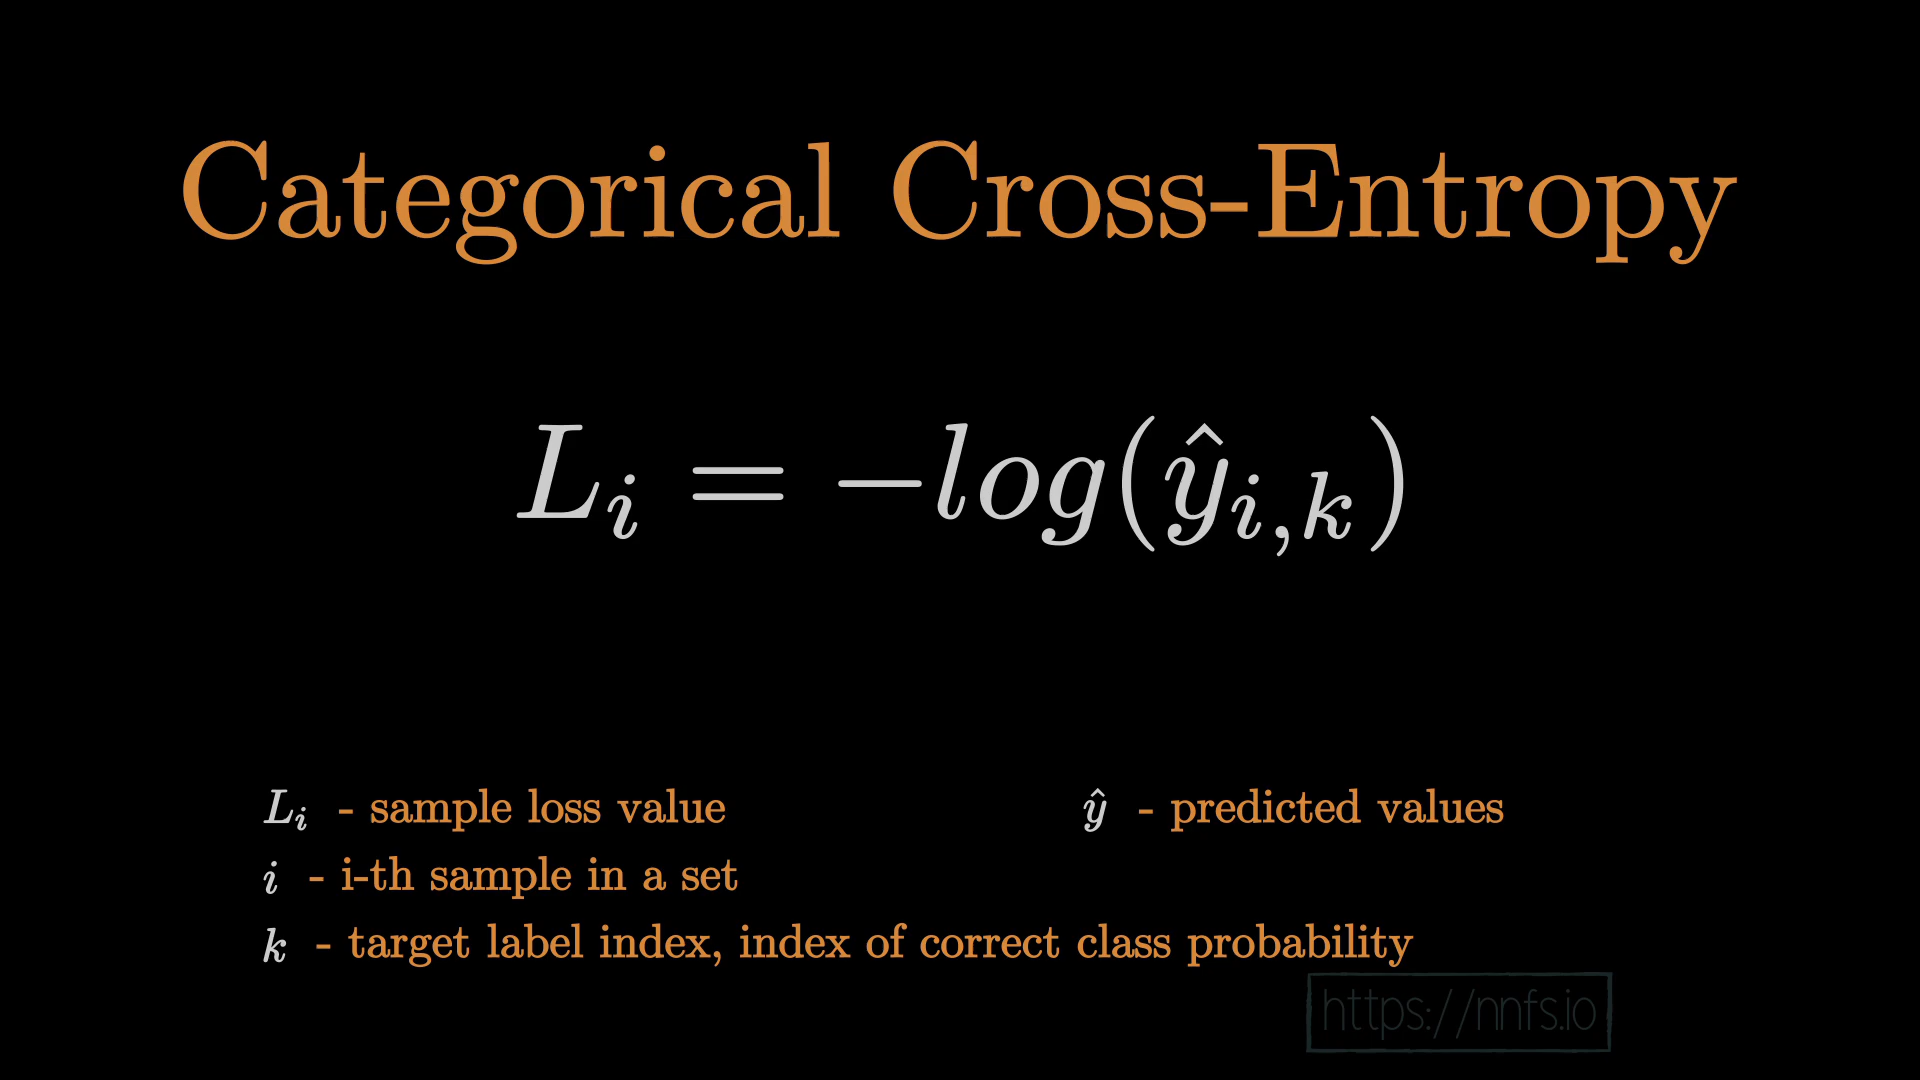 Categorical Cross-Entropy
L_i = -log(ŷ_{i,k})
L_i - sample loss value
ŷ - predicted values
i - i-th sample in a set
k - target label index, index of correct class probability
https://nnfs.io